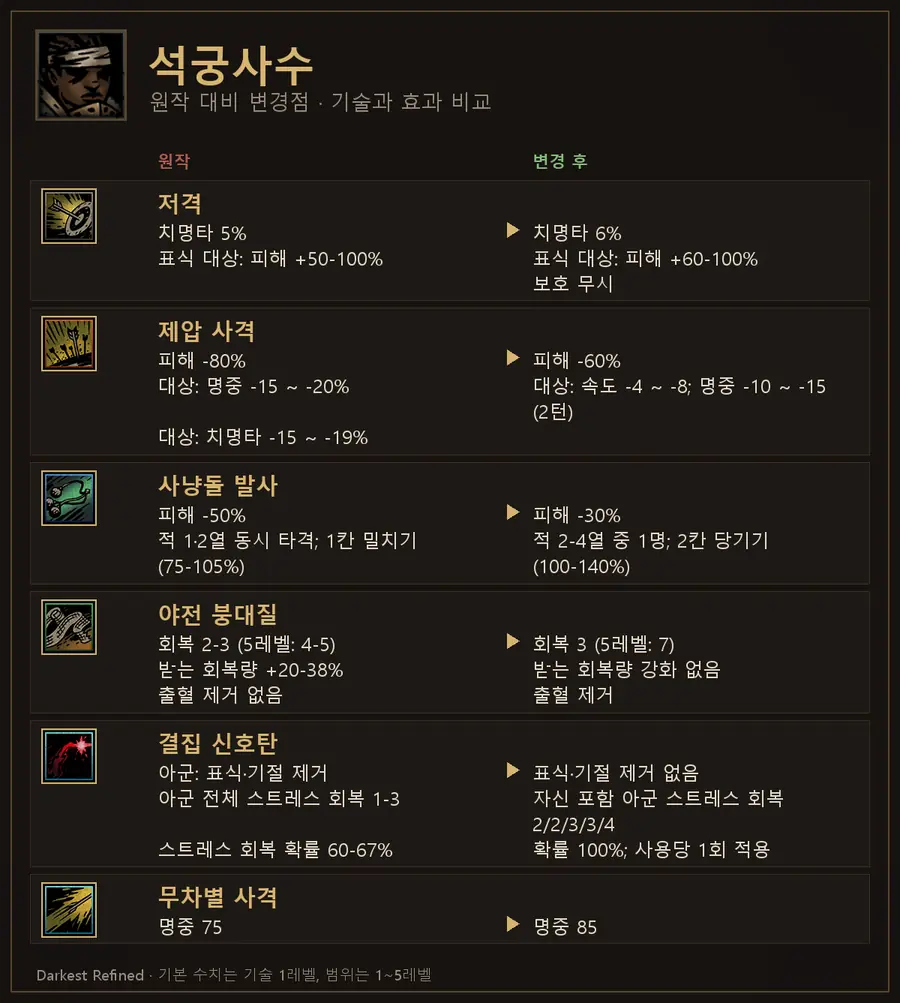 석궁사수
원작 대비 변경점 · 기술과 효과 비교
원작
변경 후
저격
치명타 5%
표식 대상: 피해 +50-100%
치명타 6%
표식 대상: 피해 +60-100%
보호 무시
제압 사격
피해 -80%
대상: 명중 -15 ~ -20%
대상: 치명타 -15 ~ -19%
피해 -60%
대상: 속도 -4 ~ -8; 명중 -10 ~ -15
(2턴)
사냥돌 발사
피해 -50%
적 1·2열 동시 타격; 1칸 밀치기
(75-105%)
피해 -30%
적 2-4열 중 1명; 2칸 당기기
(100-140%)
야전 붕대질
회복 2-3 (5레벨: 4-5)
받는 회복량 +20-38%
출혈 제거 없음
회복 3 (5레벨: 7)
받는 회복량 강화 없음
출혈 제거
결집 신호탄
아군: 표식·기절 제거
아군 전체 스트레스 회복 1-3
스트레스 회복 확률 60-67%
표식·기절 제거 없음
자신 포함 아군 스트레스 회복
2/2/3/3/4
확률 100%; 사용당 1회 적용
무차별 사격
명중 75
명중 85
Darkest Refined · 기본 수치는 기술 1레벨, 범위는 1~5레벨